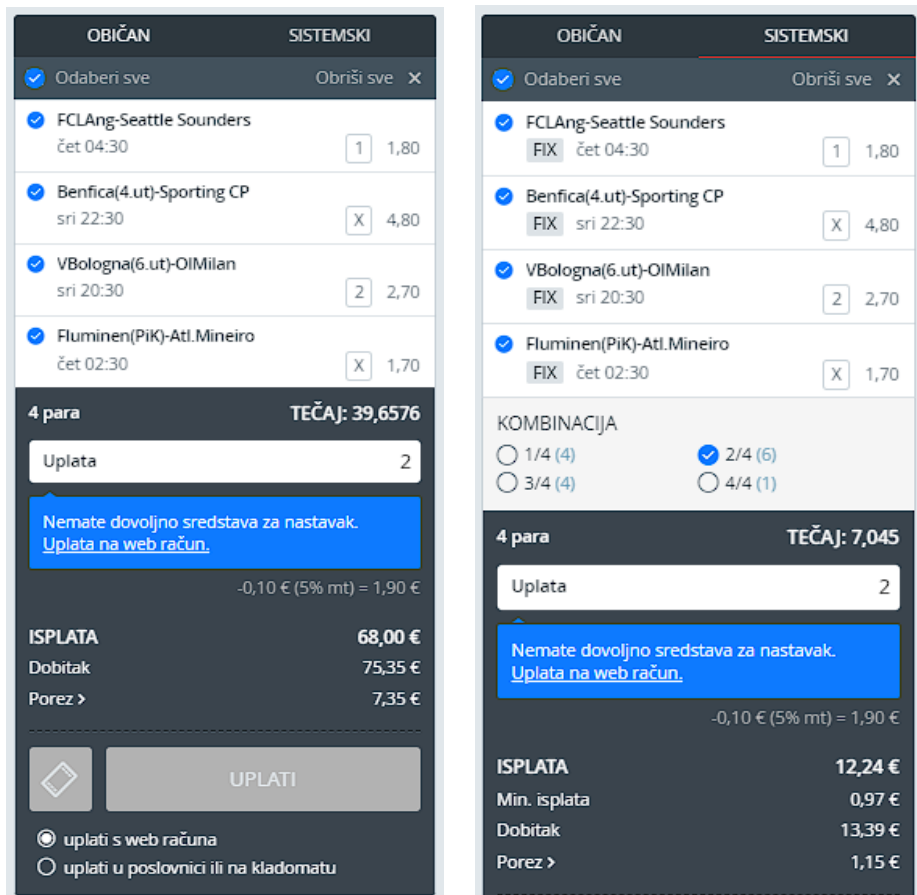 OBIČAN SISTEMSKI
Odaberi sve Obriši sve ×
FCLAng-Seattle Sounders
čet 04:30 1 1,80
Benfica(4.ut)-Sporting CP
sri 22:30 X 4,80
VBologna(6.ut)-OlMilan
sri 20:30 2 2,70
Fluminen(PiK)-Atl.Mineiro
čet 02:30 X 1,70
4 para TEČAJ: 39,6576
Uplata 2
Nemate dovoljno sredstava za nastavak.
Uplata na web račun.
-0,10 € (5% mt) = 1,90 €
ISPLATA 68,00 €
Dobitak 75,35 €
Porez > 7,35 €
UPLATI
uplati s web računa
uplati u poslovnici ili na kladomatu
OBIČAN SISTEMSKI
Odaberi sve Obriši sve ×
FCLAng-Seattle Sounders
FIX čet 04:30 1 1,80
Benfica(4.ut)-Sporting CP
FIX sri 22:30 X 4,80
VBologna(6.ut)-OlMilan
FIX sri 20:30 2 2,70
Fluminen(PiK)-Atl.Mineiro
FIX čet 02:30 X 1,70
KOMBINACIJA
1/4 (4) 2/4 (6)
3/4 (4) 4/4 (1)
4 para TEČAJ: 7,045
Uplata 2
Nemate dovoljno sredstava za nastavak.
Uplata na web račun.
-0,10 € (5% mt) = 1,90 €
ISPLATA 12,24 €
Min. isplata 0,97 €
Dobitak 13,39 €
Porez > 1,15 €